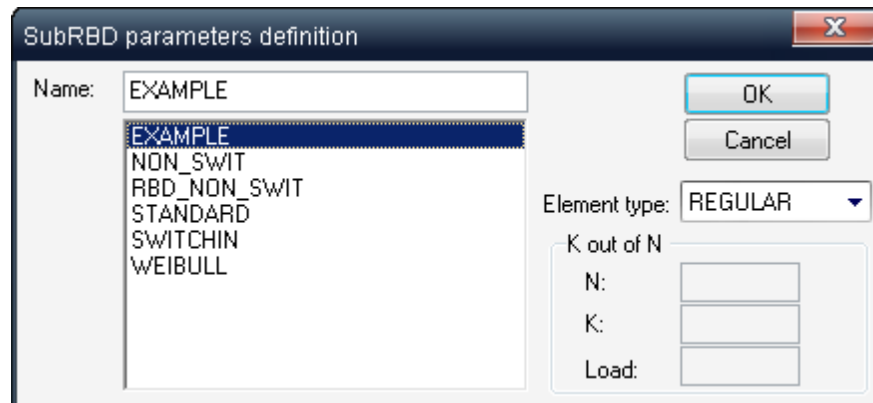 SubRBD parameters definition
Name: EXAMPLE
OK
Cancel
EXAMPLE
NON_SWIT
RBD_NON_SWIT
STANDARD
SWITCHIN
WEIBULL
Element type: REGULAR
K out of N
N:
K:
Load: